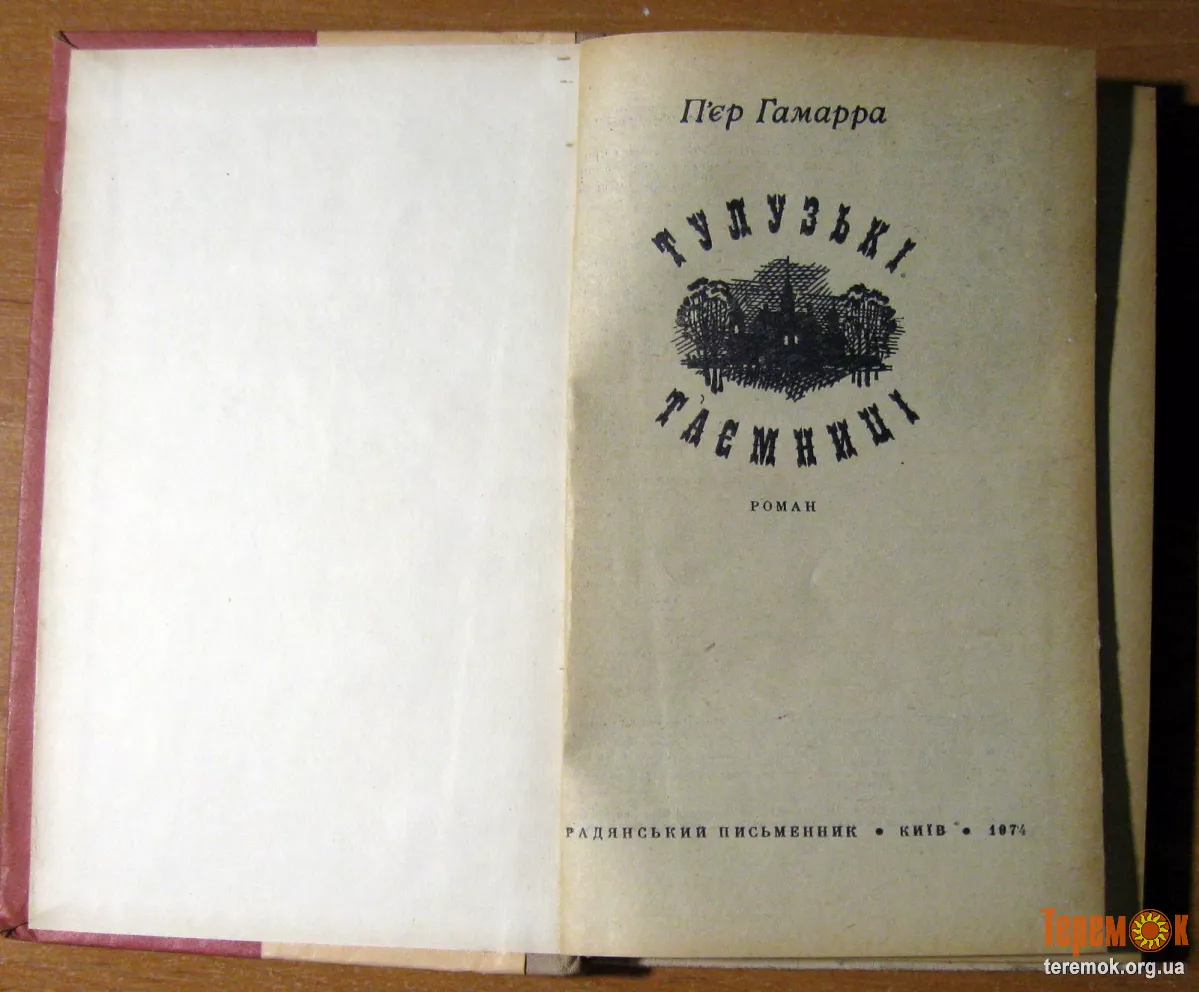 П'єр Гамарра
ТУЛУЗЬКІ
ТАЄМНИЦІ
РОМАН
РАДЯНСЬКИЙ ПИСЬМЕННИК • КИЇВ • 1974
Теремок
teremok.org.ua